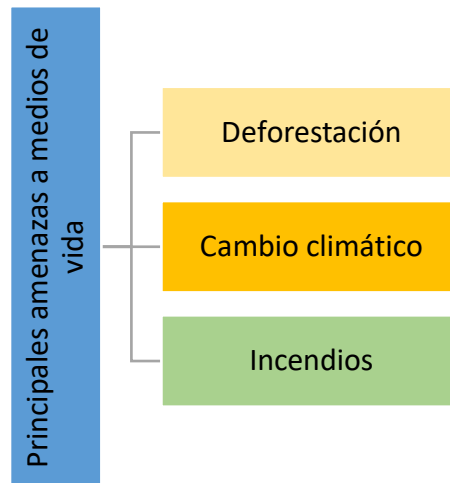 Principales amenazas a medios de
vida
Deforestación
Cambio climático
Incendios